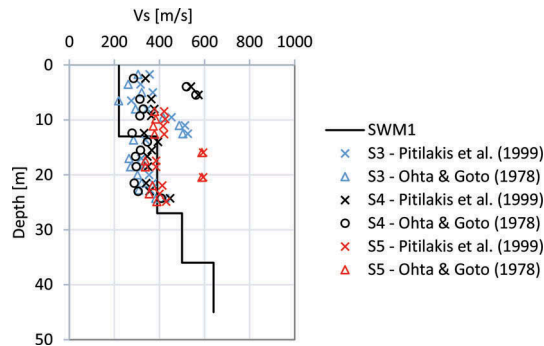 Vs [m/s]
0 200 400 600 800 1000
0
10
20
30
40
50
Depth [m]
SWM1
S3 - Pitilakis et al. (1999)
S3 - Ohta & Goto (1978)
S4 - Pitilakis et al. (1999)
S4 - Ohta & Goto (1978)
S5 - Pitilakis et al. (1999)
S5 - Ohta & Goto (1978)